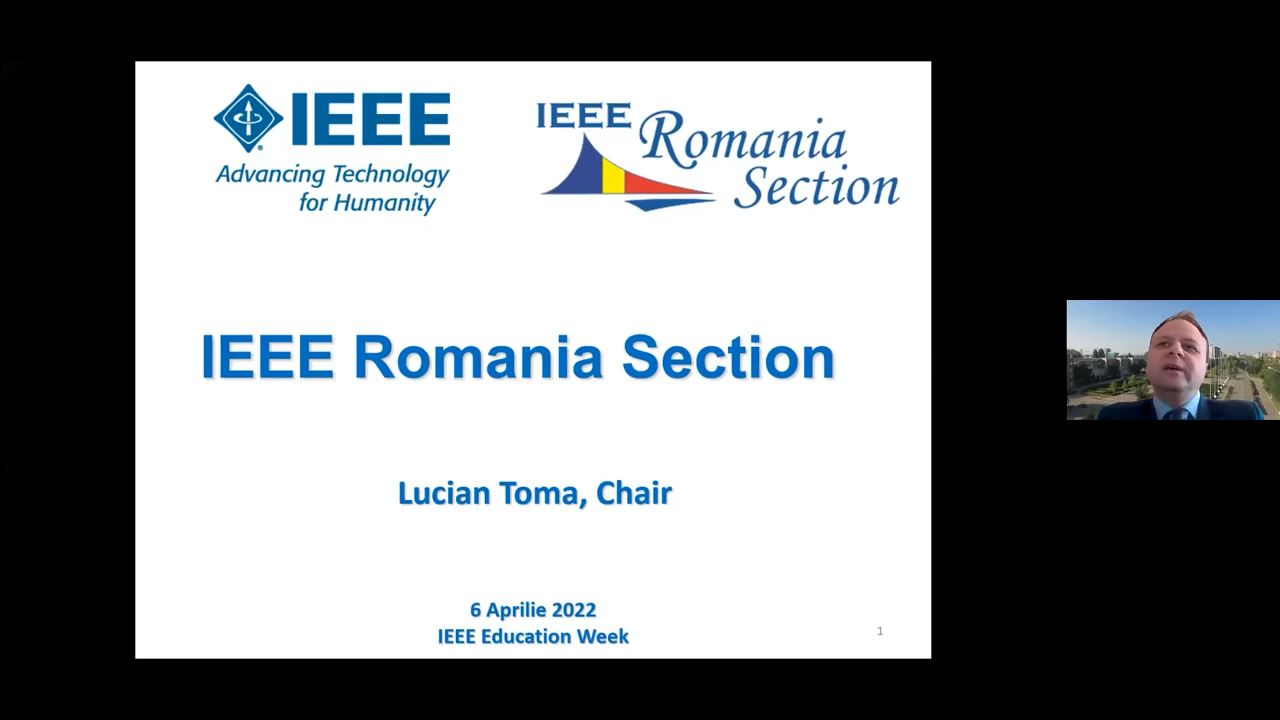 IEEE
Advancing Technology
for Humanity
IEEE Romania
Section
IEEE Romania Section
Lucian Toma, Chair
6 Aprilie 2022
IEEE Education Week
1